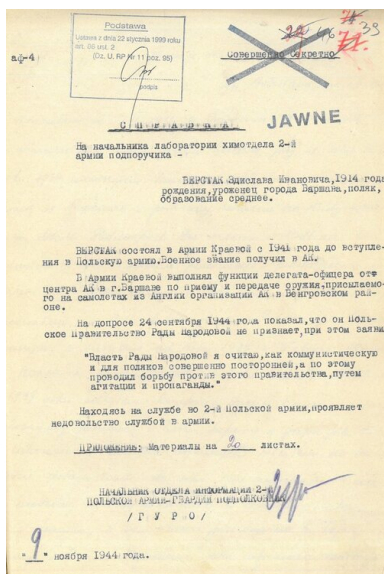 Podstawa
Ustawa z dnia 22 stycznia 1999 roku
art. 86 ust. 2
(Dz. U. RP Nr 11 poz. 95)
podpis
аф-4)
39
Совершенно Секретно
JAWNE
СПРАВКА
На начальника лаборатории химотдела 2-й
армии подпоручика -
ВЕРСТАК Здислава Ивановича, 1914 года
рождения, уроженец города Варшава, поляк,
образование среднее.
ВЕРСТАК состоял в Армии Краевой с 1941 года до вступле-
ния в Польскую армию. Военное звание получил в АК.
В Армии Краевой выполнял функции делегата-офицера от
центра АК в г. Варшаве по приему и передаче оружия, присылаемо-
го на самолетах из Англии организации АК в Венгровском рай-
оне.
На допросе 24 сентября 1944 года показал, что он Поль-
ское Правительство Рады Народовой не признает, при этом заявил
"Власть Рады Народовой я считаю, как коммунистическую
и для поляков совершенно посторонней, а по этому
проводил борьбу против этого правительства, путем
агитации и пропаганды."
Находясь на службе во 2-й Польской армии, проявляет
недовольство службой в армии.
Приложение: Материалы на 20 листах.
НАЧАЛЬНИК ОТДЕЛА ИНФОРМАЦИИ 2-й
ПОЛЬСКОЙ АРМИИ-ГВАРДИИ ПОДПОЛКОВНИК
/ГУРО/
"9" ноября 1944 года.